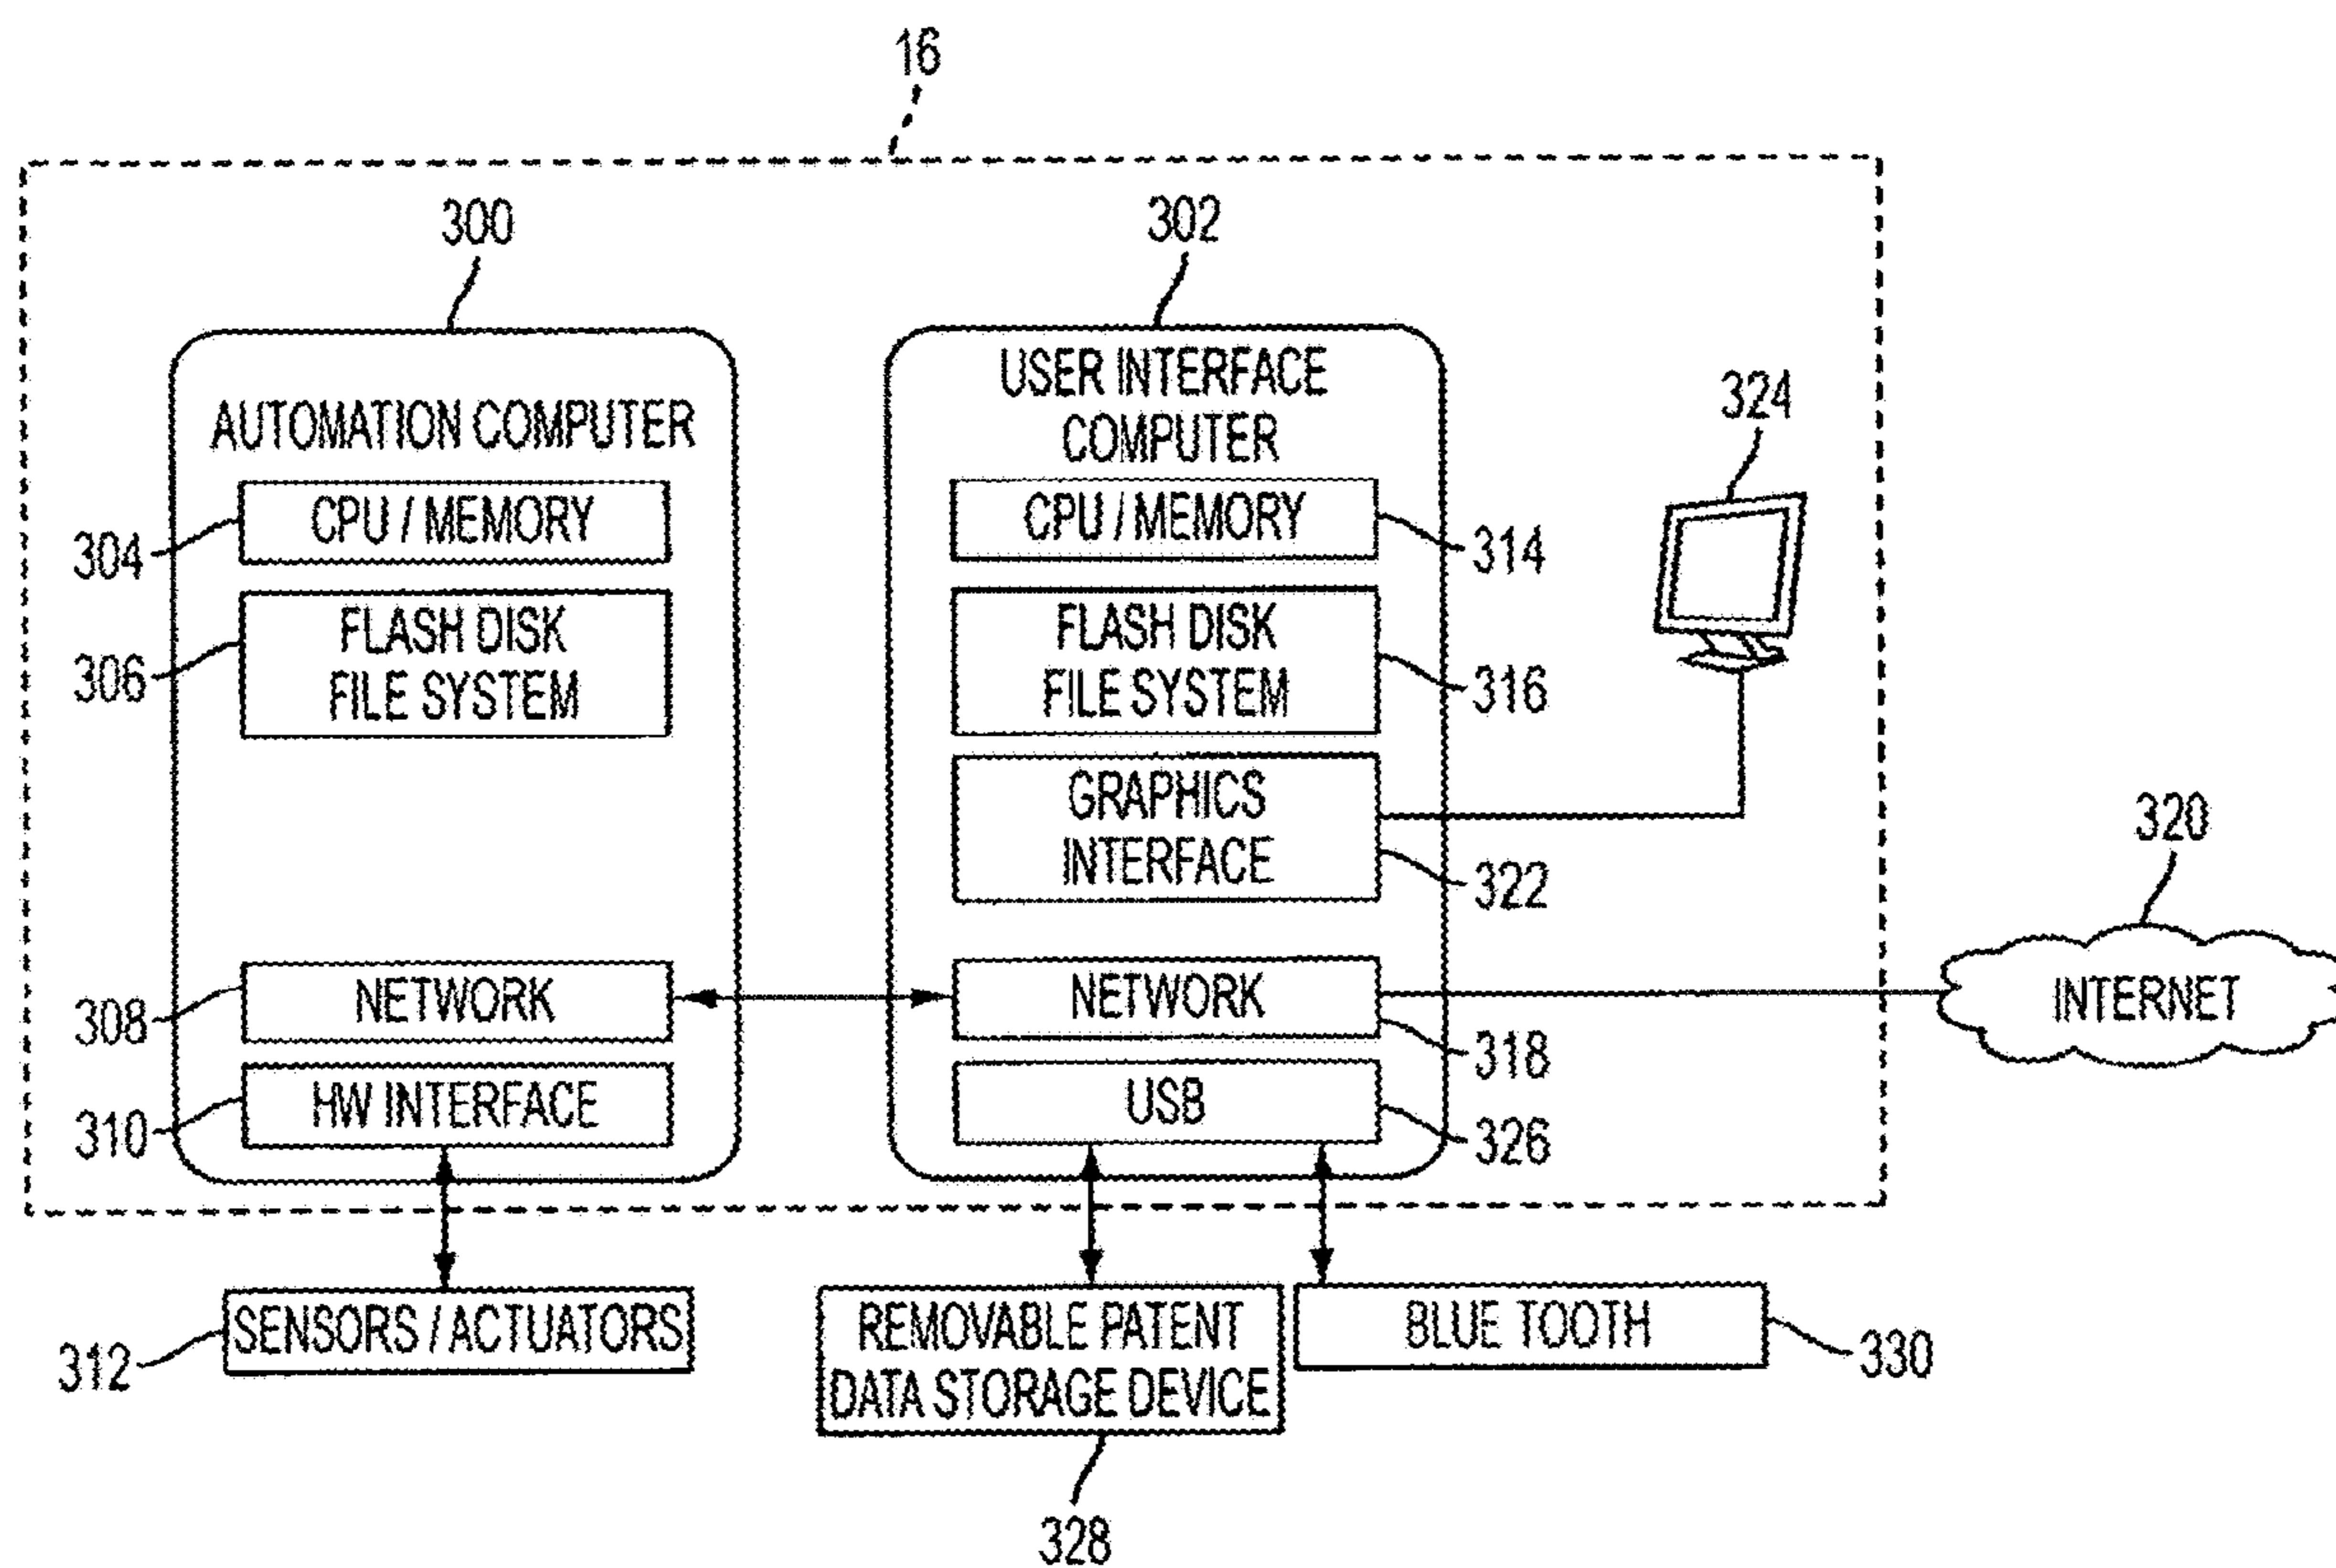 16
300
302
AUTOMATION COMPUTER
USER INTERFACE
COMPUTER
324
CPU / MEMORY
304
CPU / MEMORY
314
FLASH DISK
FILE SYSTEM
306
FLASH DISK
FILE SYSTEM
316
GRAPHICS
INTERFACE
322
320
INTERNET
NETWORK
308
NETWORK
318
HW INTERFACE
310
USB
326
SENSORS / ACTUATORS
312
REMOVABLE PATENT
DATA STORAGE DEVICE
328
BLUE TOOTH
330